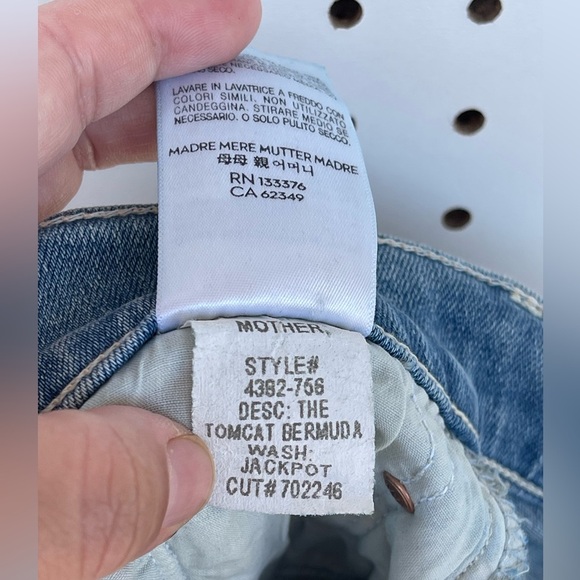 O SECO.
LAVARE IN LAVATRICE A FREDDO CON
COLORI SIMILI. NON UTILIZZATO
CANDEGGINA. STIRARE MEDIO SE
NECESSARIO. O SOLO PULITO SECCO.
MADRE MERE MUTTER MADRE
母母 親 어머니
RN 133376
CA 62349
MOTHER,
STYLE#
4382-756
DESC: THE
TOMCAT BERMUDA
WASH:
JACKPOT
CUT# 702246